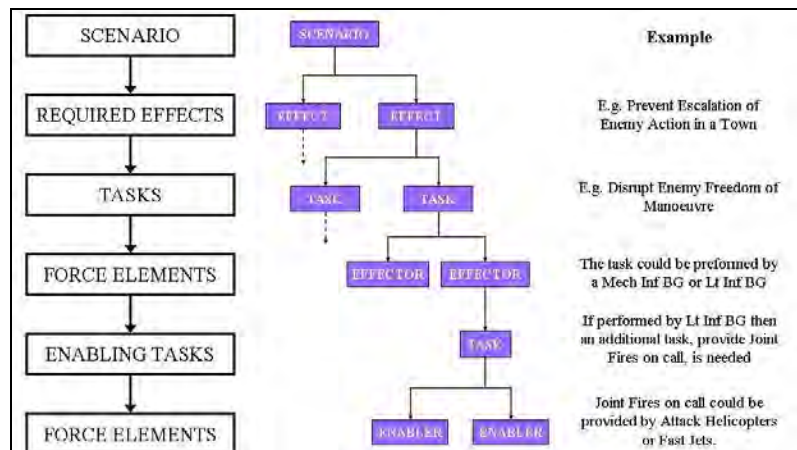 SCENARIO
SCENARIO
Example
REQUIRED EFFECTS
EFFECT
EFFECT
E.g. Prevent Escalation of
Enemy Action in a Town
TASKS
TASK
TASK
E.g. Disrupt Enemy Freedom of
Manoeuvre
FORCE ELEMENTS
EFFECTOR
EFFECTOR
The task could be preformed by
a Mech Inf BG or Lt Inf BG
ENABLING TASKS
TASK
If performed by Lt Inf BG then
an additional task, provide Joint
Fires on call, is needed
FORCE ELEMENTS
ENABLER
ENABLER
Joint Fires on call could be
provided by Attack Helicopters
or Fast Jets.